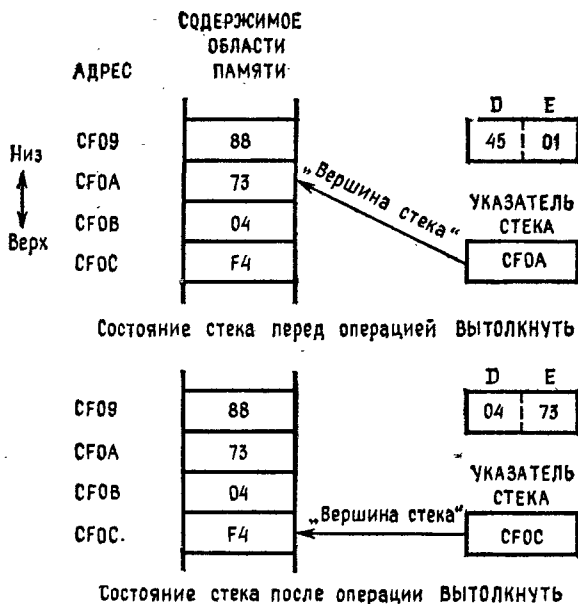 СОДЕРЖИМОЕ
ОБЛАСТИ
АДРЕС ПАМЯТИ
D E
CF09 88 45 01
Низ
CF0A 73 „Вершина стека“ УКАЗАТЕЛЬ
СТЕКА
CF0B 04
Верх
CF0C F4 CF0A
Состояние стека перед операцией ВЫТОЛКНУТЬ
D E
CF09 88 04 73
CF0A 73 УКАЗАТЕЛЬ
СТЕКА
CF0B 04
CF0C. F4 „Вершина стека“ CF0C
Состояние стека после операции ВЫТОЛКНУТЬ